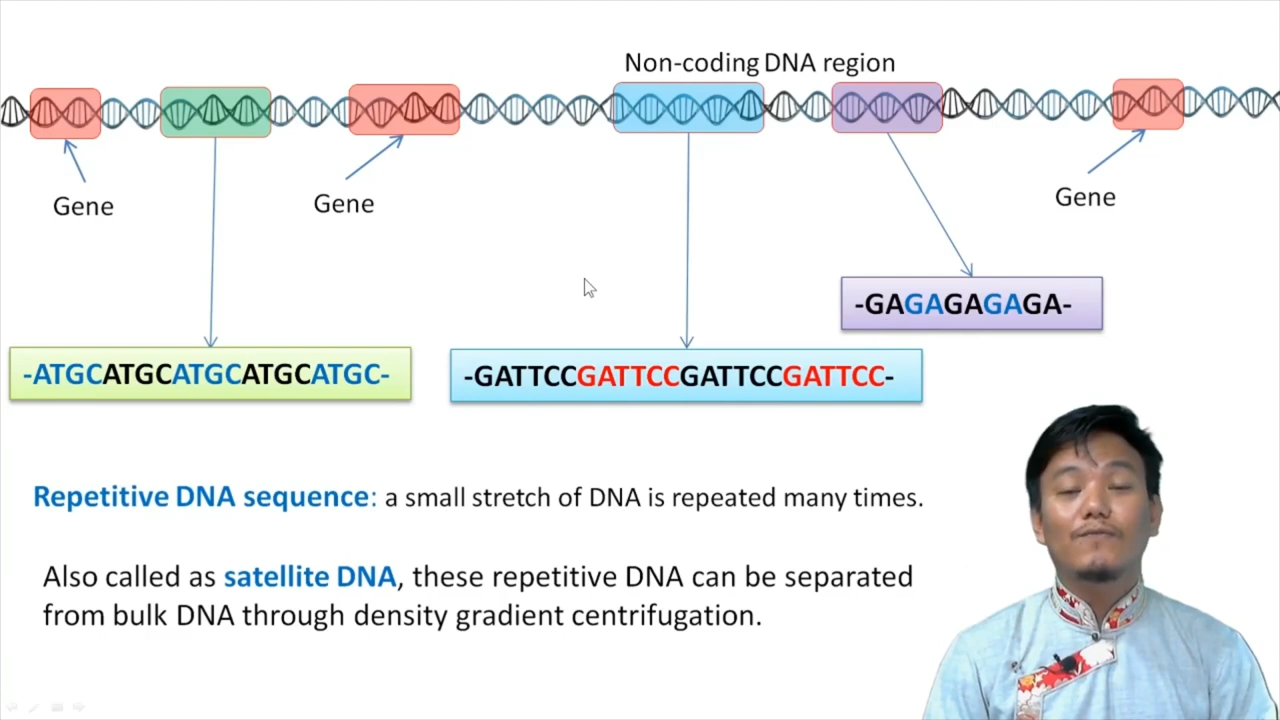 Non-coding DNA region
Gene
Gene
Gene
-GAGAGAGAGA-
-ATGCATGCATGCATGCATGC-
-GATTCCGATTCCGATTCCGATTCC-
Repetitive DNA sequence: a small stretch of DNA is repeated many times.
Also called as satellite DNA, these repetitive DNA can be separated
from bulk DNA through density gradient centrifugation.